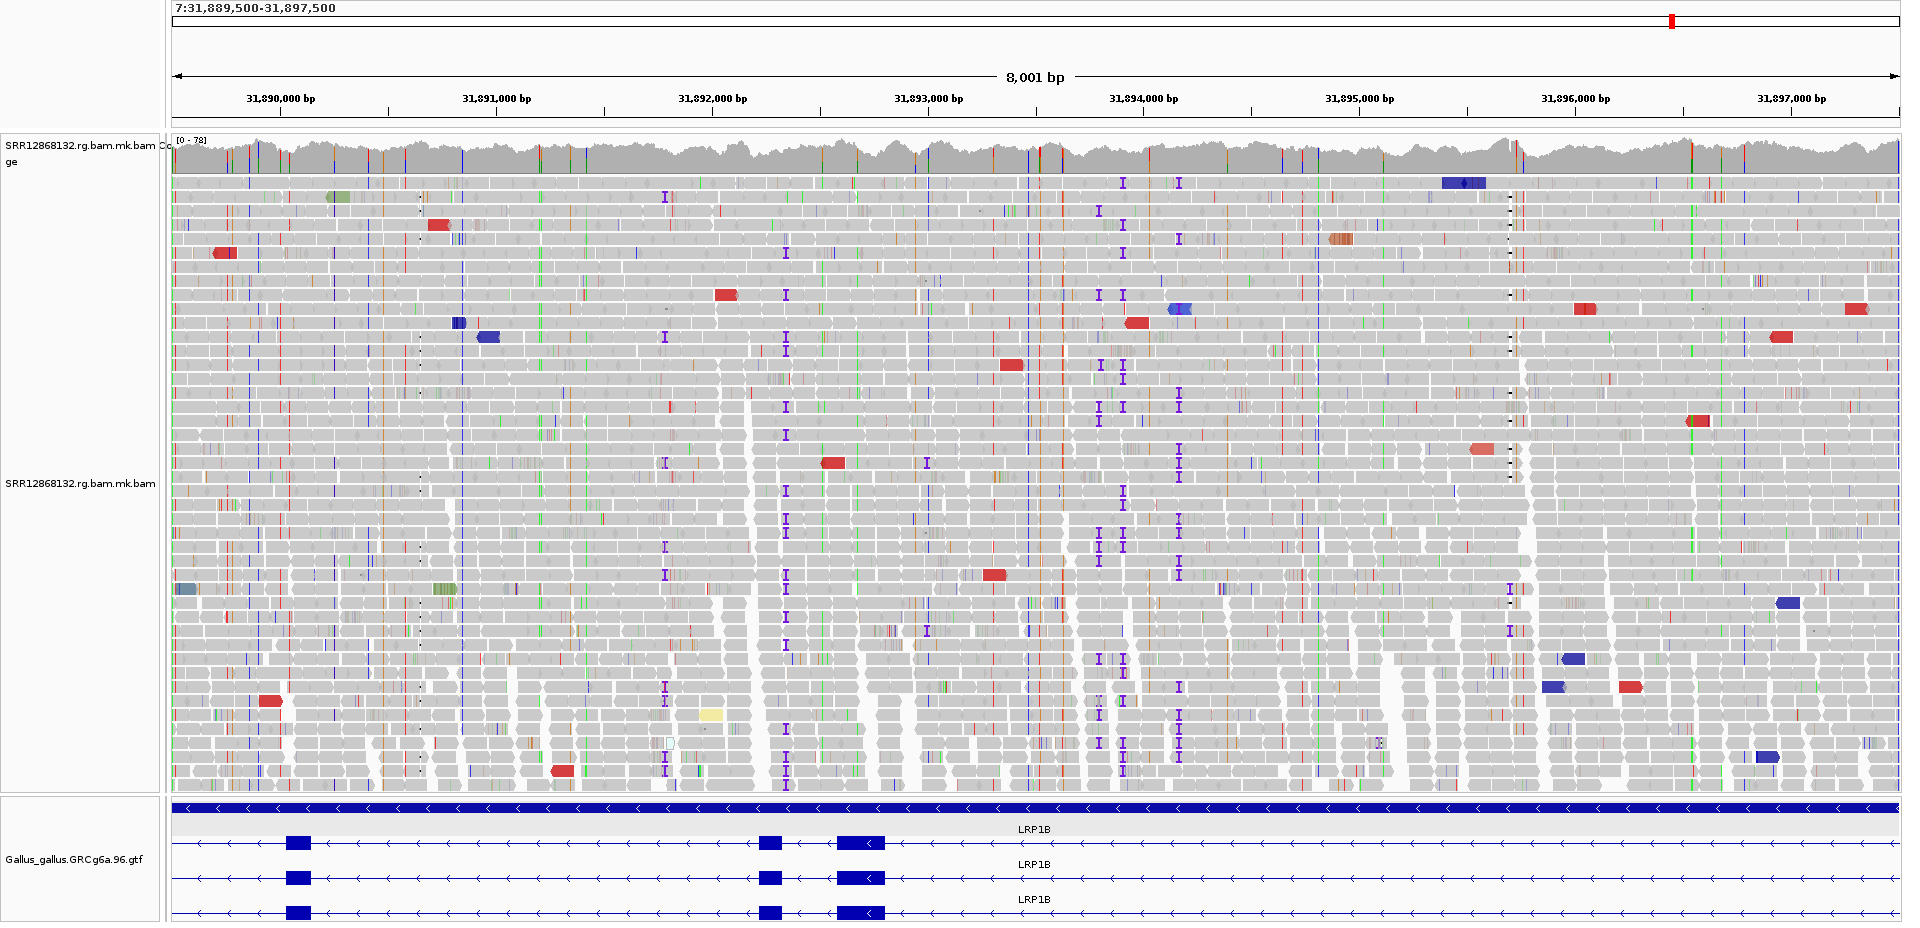 7:31,889,500-31,897,500
8,001 bp
31,890,000 bp 31,891,000 bp 31,892,000 bp 31,893,000 bp 31,894,000 bp 31,895,000 bp 31,896,000 bp 31,897,000 bp
SRR12868132.rg.bam.mk.bam Co
ge
[0 - 78]
SRR12868132.rg.bam.mk.bam
LRP1B
Gallus_gallus.GRCg6a.96.gtf
LRP1B
LRP1B